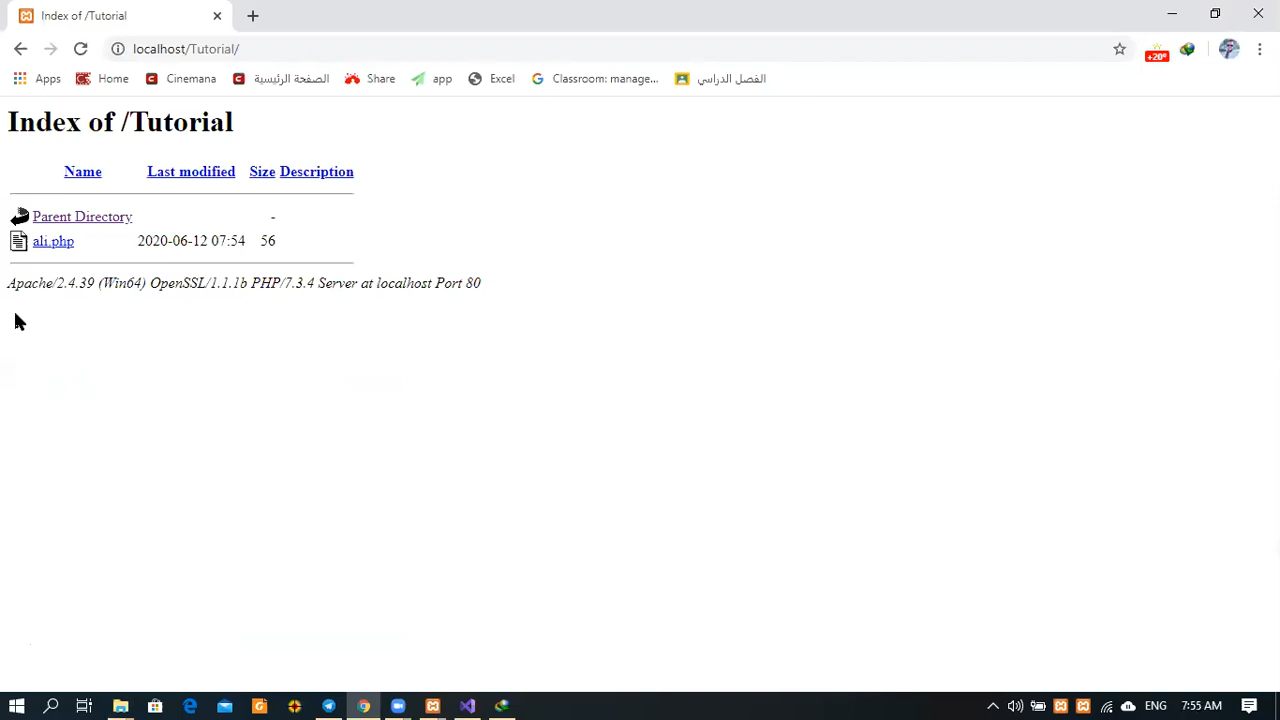 Index of /Tutorial
localhost/Tutorial/
+20°
Apps Home Cinemana الصفحة الرئيسية Share app Excel Classroom: manage... الفصل الدراسي
Index of /Tutorial
Name Last modified Size Description
Parent Directory -
ali.php 2020-06-12 07:54 56
Apache/2.4.39 (Win64) OpenSSL/1.1.1b PHP/7.3.4 Server at localhost Port 80
ENG 7:55 AM